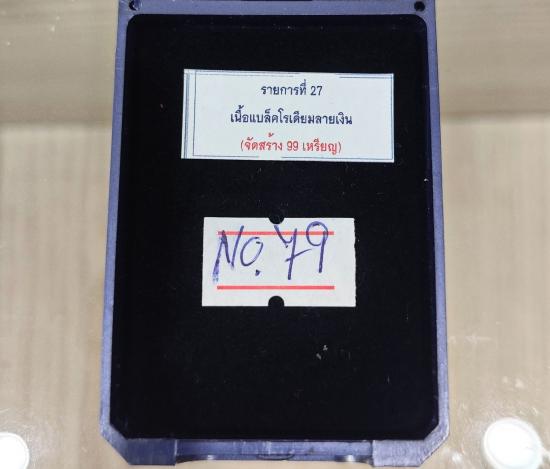 รายการที่ 27
เนื้อแบล็คโรเดียมลายเงิน
(จัดสร้าง 99 เหรียญ)
No. 79